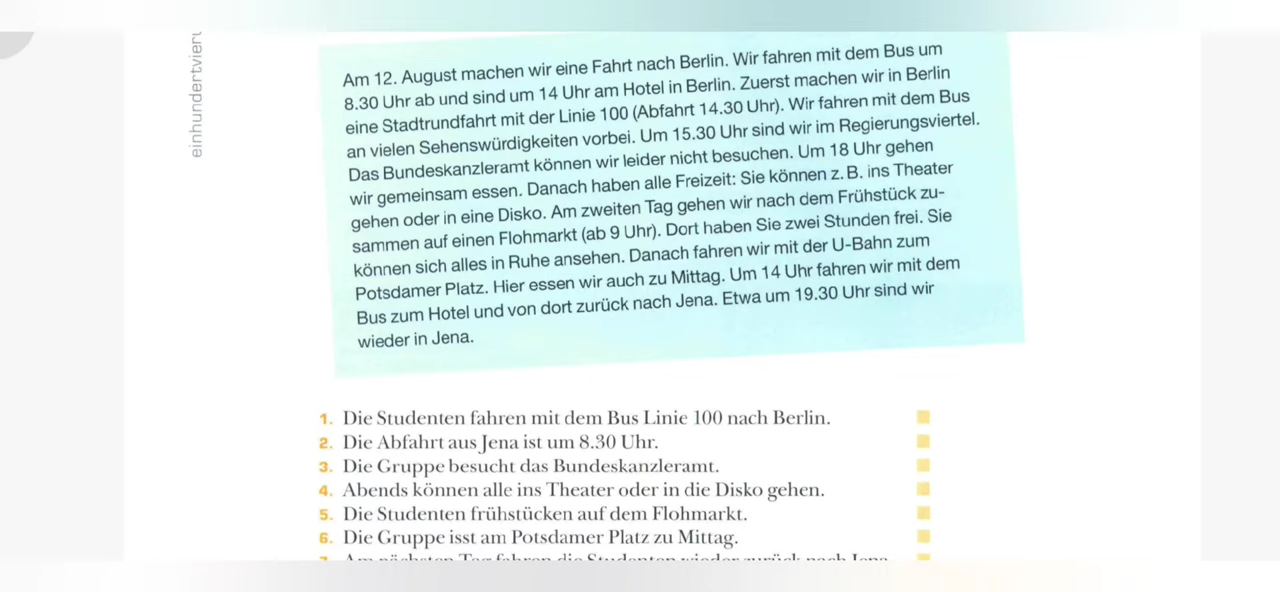 Am 12. August machen wir eine Fahrt nach Berlin. Wir fahren mit dem Bus um
8.30 Uhr ab und sind um 14 Uhr am Hotel in Berlin. Zuerst machen wir in Berlin
eine Stadtrundfahrt mit der Linie 100 (Abfahrt 14.30 Uhr). Wir fahren mit dem Bus
an vielen Sehenswürdigkeiten vorbei. Um 15.30 Uhr sind wir im Regierungsviertel.
Das Bundeskanzleramt können wir leider nicht besuchen. Um 18 Uhr gehen
wir gemeinsam essen. Danach haben alle Freizeit: Sie können z. B. ins Theater
gehen oder in eine Disko. Am zweiten Tag gehen wir nach dem Frühstück zu-
sammen auf einen Flohmarkt (ab 9 Uhr). Dort haben Sie zwei Stunden frei. Sie
können sich alles in Ruhe ansehen. Danach fahren wir mit der U-Bahn zum
Potsdamer Platz. Hier essen wir auch zu Mittag. Um 14 Uhr fahren wir mit dem
Bus zum Hotel und von dort zurück nach Jena. Etwa um 19.30 Uhr sind wir
wieder in Jena.
1. Die Studenten fahren mit dem Bus Linie 100 nach Berlin.
2. Die Abfahrt aus Jena ist um 8.30 Uhr.
3. Die Gruppe besucht das Bundeskanzleramt.
4. Abends können alle ins Theater oder in die Disko gehen.
5. Die Studenten frühstücken auf dem Flohmarkt.
6. Die Gruppe isst am Potsdamer Platz zu Mittag.
7. Am nächsten Tag fahren die Studenten wieder zurück nach Jena.